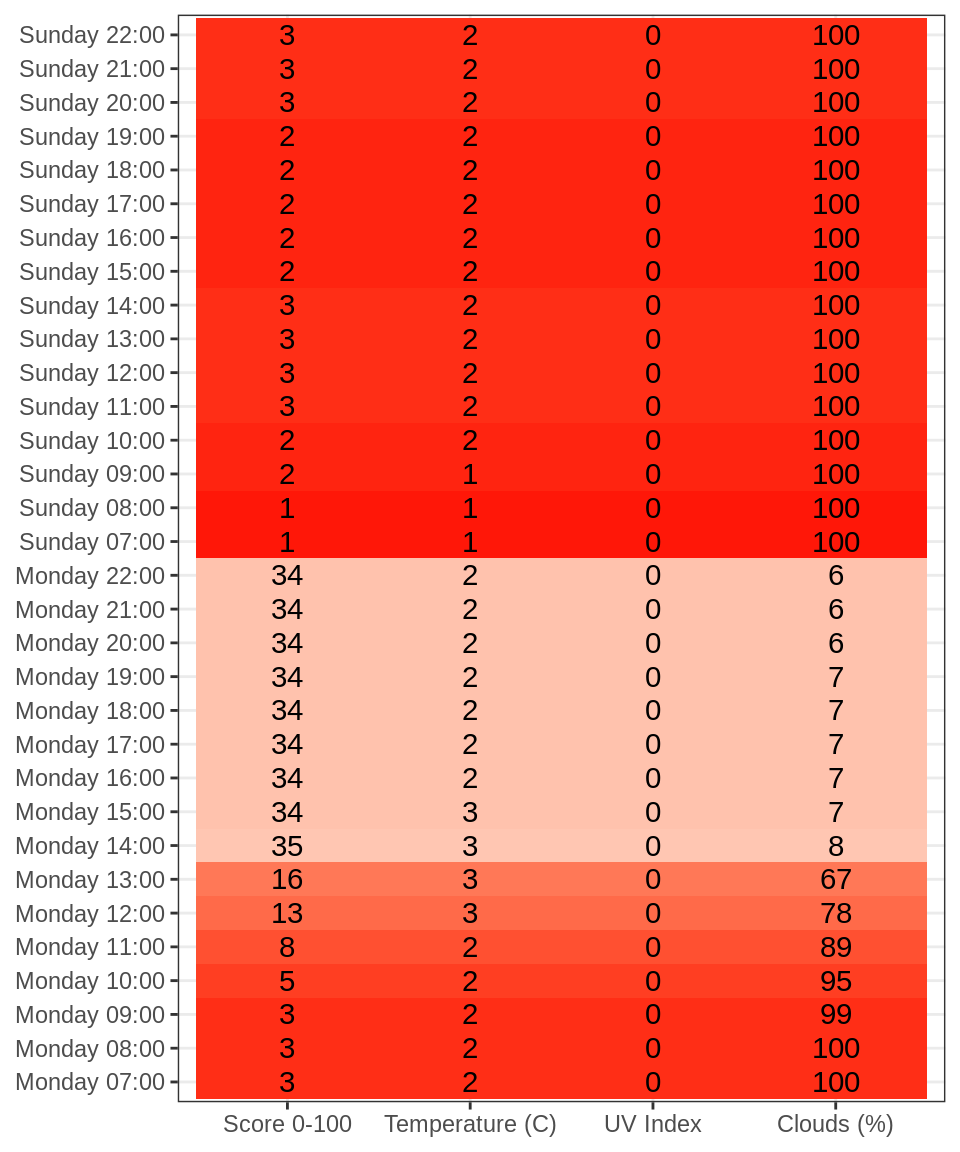 Sunday 22:00 3 2 0 100
Sunday 21:00 3 2 0 100
Sunday 20:00 3 2 0 100
Sunday 19:00 2 2 0 100
Sunday 18:00 2 2 0 100
Sunday 17:00 2 2 0 100
Sunday 16:00 2 2 0 100
Sunday 15:00 2 2 0 100
Sunday 14:00 3 2 0 100
Sunday 13:00 3 2 0 100
Sunday 12:00 3 2 0 100
Sunday 11:00 3 2 0 100
Sunday 10:00 2 2 0 100
Sunday 09:00 2 1 0 100
Sunday 08:00 1 1 0 100
Sunday 07:00 1 1 0 100
Monday 22:00 34 2 0 6
Monday 21:00 34 2 0 6
Monday 20:00 34 2 0 6
Monday 19:00 34 2 0 7
Monday 18:00 34 2 0 7
Monday 17:00 34 2 0 7
Monday 16:00 34 2 0 7
Monday 15:00 34 3 0 7
Monday 14:00 35 3 0 8
Monday 13:00 16 3 0 67
Monday 12:00 13 3 0 78
Monday 11:00 8 2 0 89
Monday 10:00 5 2 0 95
Monday 09:00 3 2 0 99
Monday 08:00 3 2 0 100
Monday 07:00 3 2 0 100
Score 0-100 Temperature (C) UV Index Clouds (%)